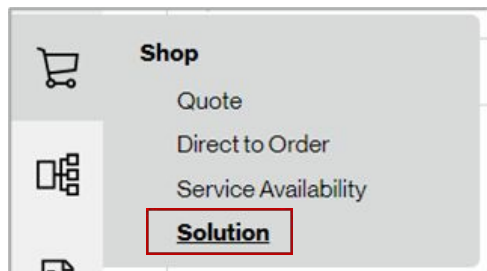 Shop
Quote
Direct to Order
Service Availability
Solution